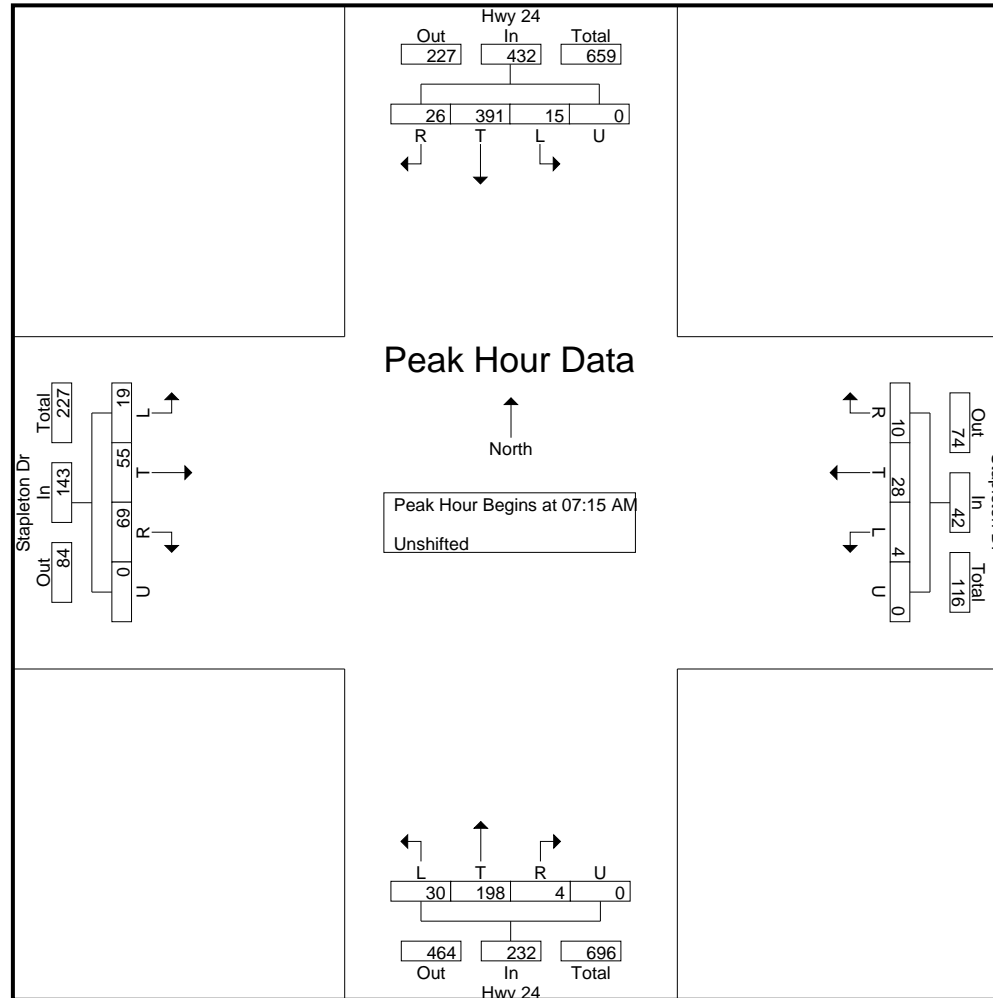 Hwy 24
Out In Total
227 432 659
26 391 15 0
R T L U
Peak Hour Data
North
Peak Hour Begins at 07:15 AM
Unshifted
Stapleton Dr
Total In Out
227 143 84
19 55 69 0
L T R U
Out In Total
74 42 116
10 28 4 0
R T L U
L T R U
30 198 4 0
464 232 696
Out In Total
Hwy 24